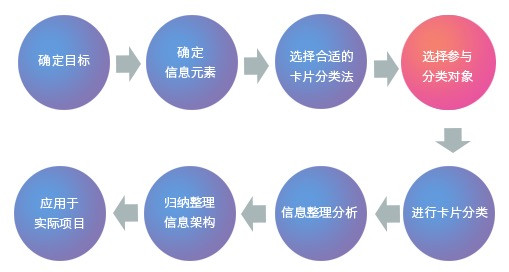 确定目标
确定
信息元素
选择合适的
卡片分类法
选择参与
分类对象
进行卡片分类
信息整理分析
归纳整理
信息架构
应用于
实际项目